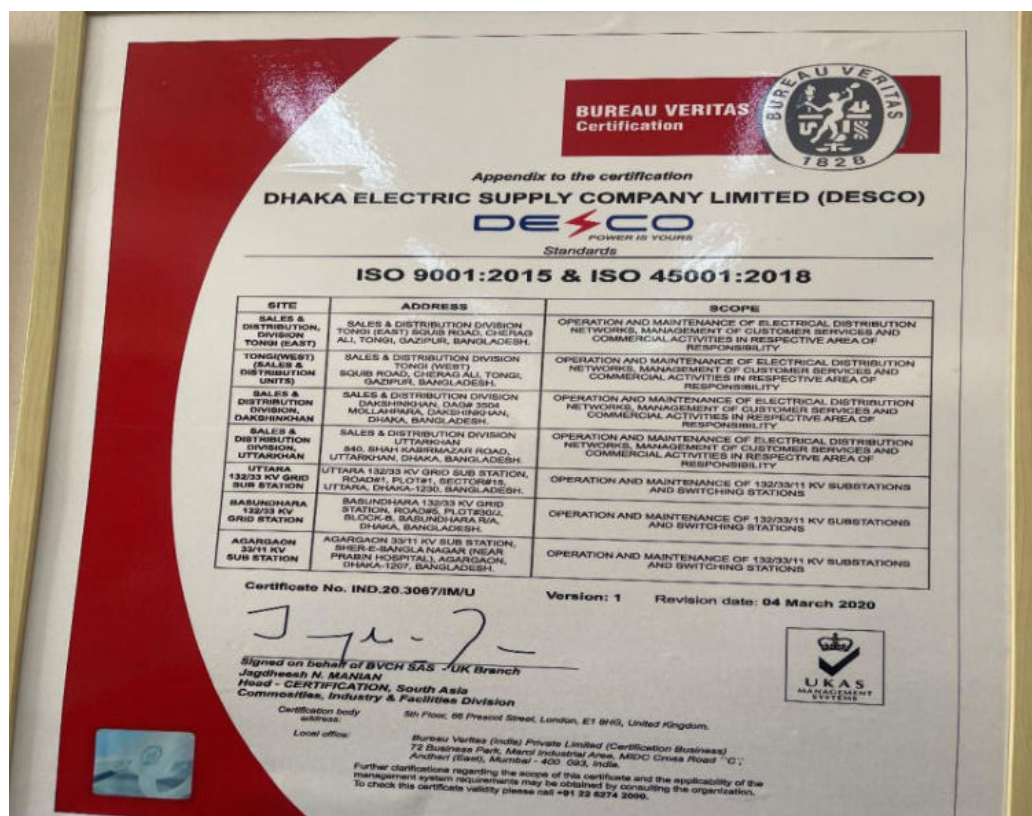 BUREAU VERITAS
Certification
BUREAU VERITAS
1828
Appendix to the certification
DHAKA ELECTRIC SUPPLY COMPANY LIMITED (DESCO)
DESCO
POWER IS YOURS
Standards
ISO 9001:2015 & ISO 45001:2018
SITE ADDRESS SCOPE
SALES &
DISTRIBUTION,
DIVISION
TONGI (EAST)
SALES & DISTRIBUTION DIVISION
TONGI (EAST) SQUIB ROAD, CHERAG
ALI, TONGI, GAZIPUR, BANGLADESH.
OPERATION AND MAINTENANCE OF ELECTRICAL DISTRIBUTION
NETWORKS, MANAGEMENT OF CUSTOMER SERVICES AND
COMMERCIAL ACTIVITIES IN RESPECTIVE AREA OF
RESPONSIBILITY
TONGI(WEST)
(SALES &
DISTRIBUTION
UNITS)
SALES & DISTRIBUTION DIVISION
TONGI (WEST)
SQUIB ROAD, CHERAG ALI, TONGI,
GAZIPUR, BANGLADESH.
OPERATION AND MAINTENANCE OF ELECTRICAL DISTRIBUTION
NETWORKS, MANAGEMENT OF CUSTOMER SERVICES AND
COMMERCIAL ACTIVITIES IN RESPECTIVE AREA OF
RESPONSIBILITY
SALES &
DISTRIBUTION
DIVISION,
DAKSHINKHAN
SALES & DISTRIBUTION DIVISION
DAKSHINKHAN, DAG# 3504
MOLLAHPARA, DAKSHINKHAN,
DHAKA, BANGLADESH.
OPERATION AND MAINTENANCE OF ELECTRICAL DISTRIBUTION
NETWORKS, MANAGEMENT OF CUSTOMER SERVICES AND
COMMERCIAL ACTIVITIES IN RESPECTIVE AREA OF
RESPONSIBILITY
SALES &
DISTRIBUTION
DIVISION,
UTTARKHAN
SALES & DISTRIBUTION DIVISION
UTTARKHAN
840, SHAH KABIRMAZAR ROAD,
UTTARKHAN, DHAKA, BANGLADESH.
OPERATION AND MAINTENANCE OF ELECTRICAL DISTRIBUTION
NETWORKS, MANAGEMENT OF CUSTOMER SERVICES AND
COMMERCIAL ACTIVITIES IN RESPECTIVE AREA OF
RESPONSIBILITY
UTTARA
132/33 KV GRID
SUB STATION
UTTARA 132/33 KV GRID SUB STATION,
ROAD#1, PLOT#1, SECTOR#15,
UTTARA, DHAKA-1230, BANGLADESH.
OPERATION AND MAINTENANCE OF 132/33/11 KV SUBSTATIONS
AND SWITCHING STATIONS
BASUNDHARA
132/33 KV
GRID STATION
BASUNDHARA 132/33 KV GRID
STATION, ROAD#5, PLOT#30/J,
BLOCK-B, BASUNDHARA R/A,
DHAKA, BANGLADESH.
OPERATION AND MAINTENANCE OF 132/33/11 KV SUBSTATIONS
AND SWITCHING STATIONS
AGARGAON
33/11 KV
SUB STATION
AGARGAON 33/11 KV SUB STATION,
SHER-E-BANGLA NAGAR (NEAR
PRABIN HOSPITAL), AGARGAON,
DHAKA-1207, BANGLADESH.
OPERATION AND MAINTENANCE OF 132/33/11 KV SUBSTATIONS
AND SWITCHING STATIONS
Certificate No. IND.20.3067/IM/U Version: 1 Revision date: 04 March 2020
Signed on behalf of BVCH SAS - UK Branch
Jagdheesh N. MANIAN
Head - CERTIFICATION, South Asia
Commosities, Industry & Facilities Division
UKAS
MANAGEMENT
SYSTEMS
Certification body
address:
5th Floor, 66 Prescot Street, London, E1 8HG, United Kingdom.
Local office:
Bureau Veritas (India) Private Limited (Certification Business)
72 Business Park, Marol Industrial Area, MIDC Cross Road "C",
Andheri (East), Mumbai - 400 093, India.
Further clarifications regarding the scope of this certificate and the applicability of the
management system requirements may be obtained by consulting the organization.
To check this certificate validity please call +91 22 6274 2000.